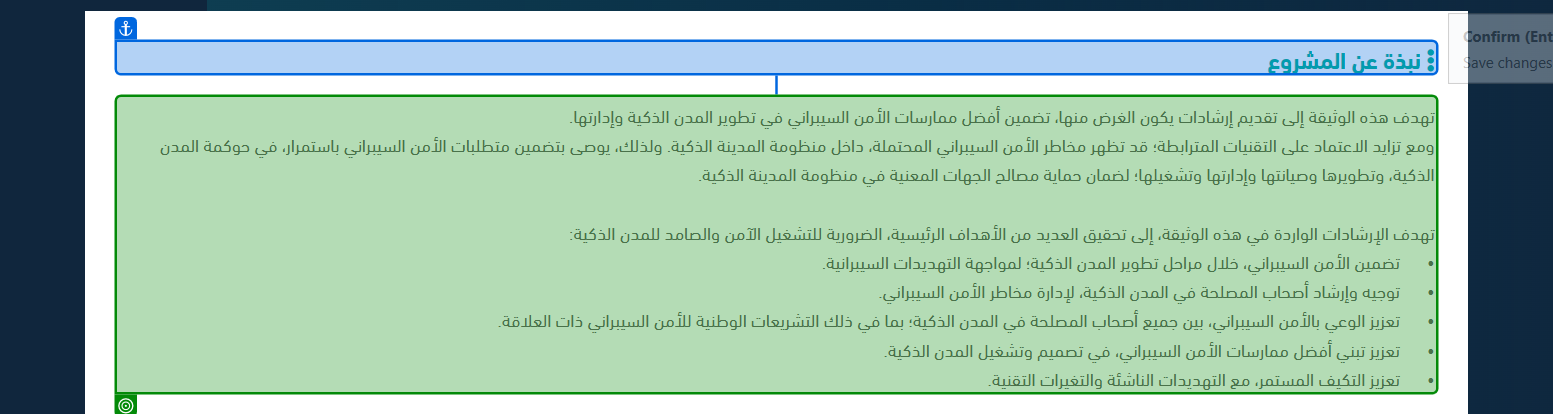 نبذة عن المشروع
Confirm (Ent
Save changes
تهدف هذه الوثيقة إلى تقديم إرشادات يكون الغرض منها، تضمين أفضل ممارسات الأمن السيبراني في تطوير المدن الذكية وإدارتها.
ومع تزايد الاعتماد على التقنيات المترابطة؛ قد تظهر مخاطر الأمن السيبراني المحتملة، داخل منظومة المدينة الذكية. ولذلك، يوصى بتضمين متطلبات الأمن السيبراني باستمرار، في حوكمة المدن
الذكية، وتطويرها وصيانتها وإدارتها وتشغيلها؛ لضمان حماية مصالح الجهات المعنية في منظومة المدينة الذكية.
تهدف الإرشادات الواردة في هذه الوثيقة، إلى تحقيق العديد من الأهداف الرئيسية، الضرورية للتشغيل الآمن والصامد للمدن الذكية:
• تضمين الأمن السيبراني، خلال مراحل تطوير المدن الذكية؛ لمواجهة التهديدات السيبرانية.
• توجيه وإرشاد أصحاب المصلحة في المدن الذكية، لإدارة مخاطر الأمن السيبراني.
• تعزيز الوعي بالأمن السيبراني، بين جميع أصحاب المصلحة في المدن الذكية؛ بما في ذلك التشريعات الوطنية للأمن السيبراني ذات العلاقة.
• تعزيز تبني أفضل ممارسات الأمن السيبراني، في تصميم وتشغيل المدن الذكية.
• تعزيز التكيف المستمر، مع التهديدات الناشئة والتغيرات التقنية.